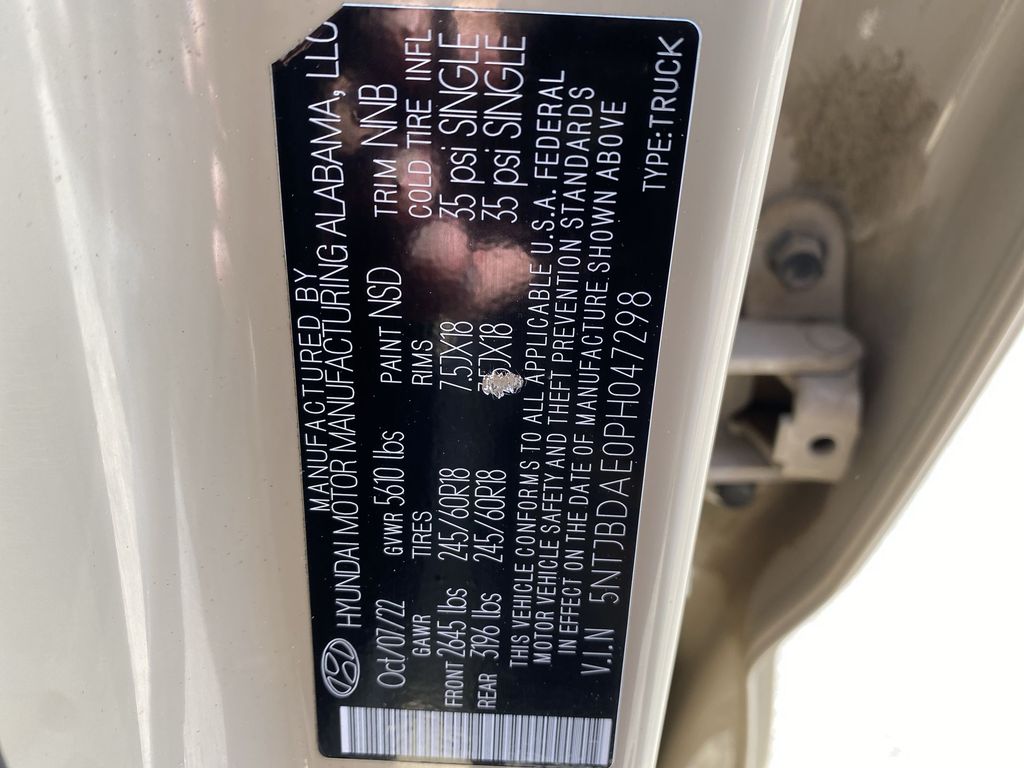 MANUFACTURED BY
HYUNDAI MOTOR MANUFACTURING ALABAMA, LLC
Oct/07/22 GVWR 5610 lbs PAINT NSD TRIM NNB
GAWR TIRES RIMS COLD TIRE INFL
FRONT 2645 lbs 245/60R18 7.5JX18 35 psi SINGLE
REAR 3196 lbs 245/60R18 7.5JX18 35 psi SINGLE
THIS VEHICLE CONFORMS TO ALL APPLICABLE U.S.A. FEDERAL
MOTOR VEHICLE SAFETY AND THEFT PREVENTION STANDARDS
IN EFFECT ON THE DATE OF MANUFACTURE SHOWN ABOVE
V.I.N 5NTJBDAE0PH047298 TYPE:TRUCK